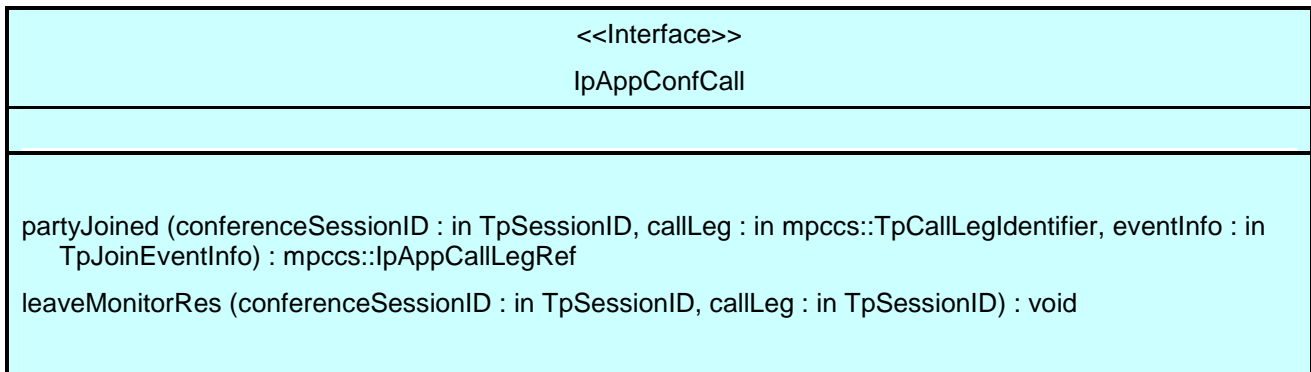 <<Interface>>
IpAppConfCall
partyJoined (conferenceSessionID : in TpSessionID, callLeg : in mpccs::TpCallLegIdentifier, eventInfo : in
TpJoinEventInfo) : mpccs::IpAppCallLegRef
leaveMonitorRes (conferenceSessionID : in TpSessionID, callLeg : in TpSessionID) : void